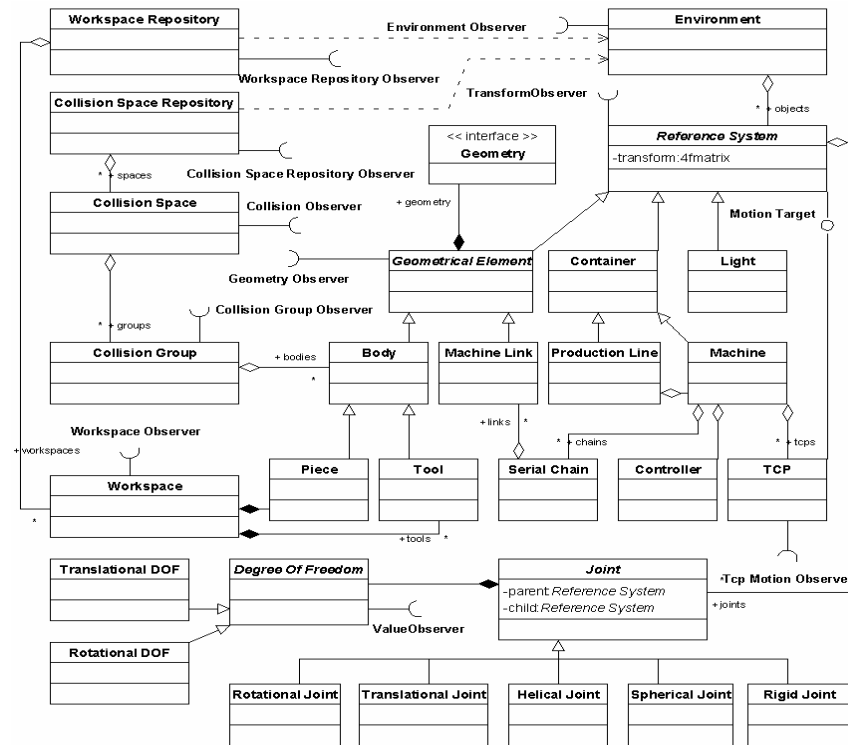 Workspace Repository
Environment Observer
Environment
Workspace Repository Observer
Collision Space Repository
TransformObserver
* + objects
<< interface >>
Geometry
Reference System
-transform:4fmatrix
Collision Space Repository Observer
* + spaces
Collision Space
Collision Observer
+ geometry
Motion Target
Geometry Observer
Geometrical Element
Container
Light
Collision Group Observer
* + groups
Collision Group
+ bodies
*
Body
Machine Link
Production Line
Machine
Workspace Observer
+ workspaces
+links *
* + chains
* + tcps
Piece
Tool
Serial Chain
Controller
TCP
Workspace
*
+tools *
Translational DOF
Degree Of Freedom
Joint
-parent:Reference System
-child:Reference System
*Tcp Motion Observer
+ joints
ValueObserver
Rotational DOF
Rotational Joint
Translational Joint
Helical Joint
Spherical Joint
Rigid Joint